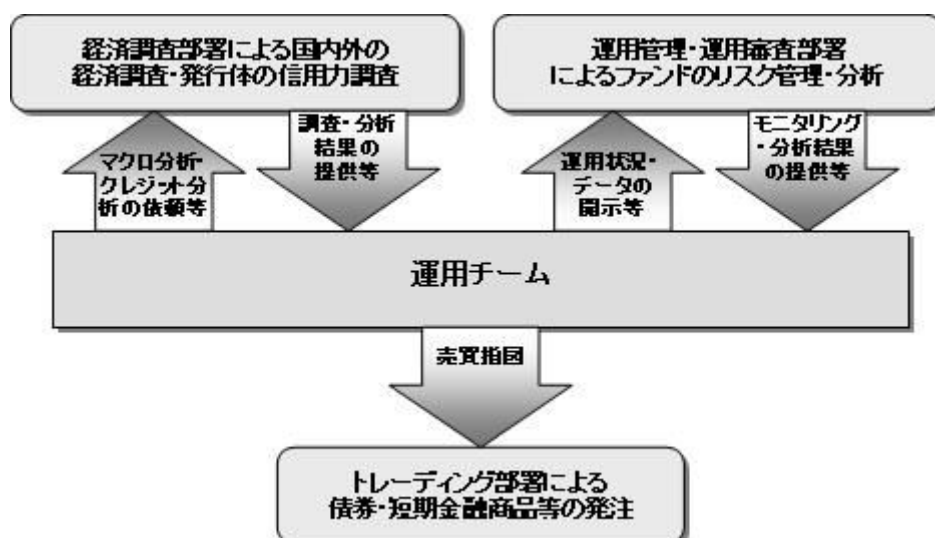 経済調査部署による国内外の
経済調査・発行体の信用力調査
運用管理・運用審査部署
によるファンドのリスク管理・分析
マクロ分析・
クレジット分
析の依頼等
調査・分析
結果の
提供等
運用状況・
データの
開示等
モニタリング
・分析結果
の提供等
運用チーム
売買指図
トレーディング部署による
債券・短期金融商品等の発注